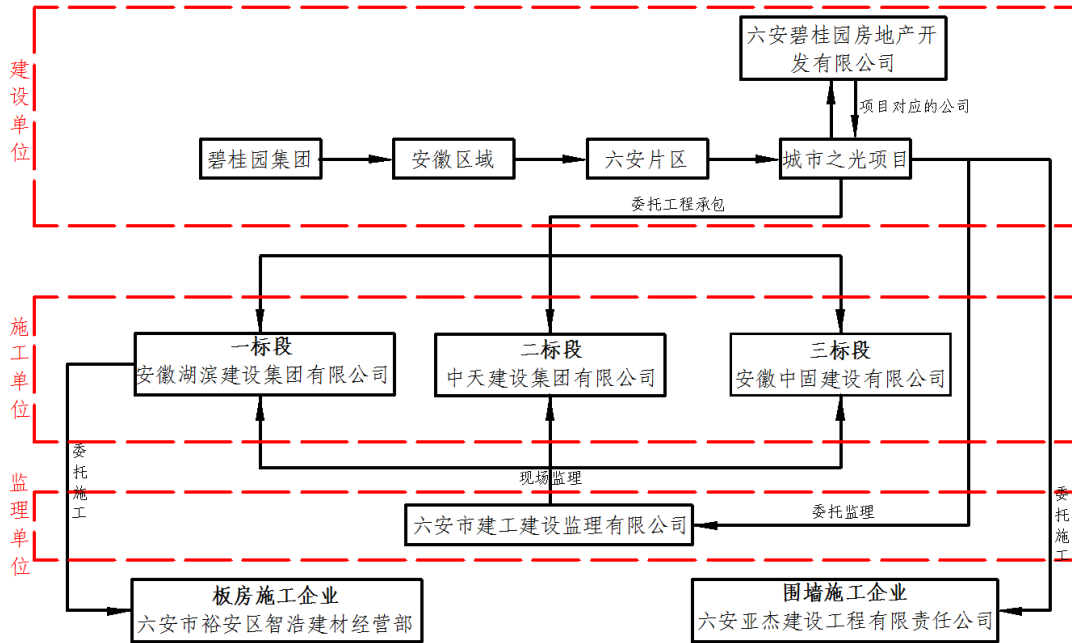 六安碧桂园房地产开
发有限公司
建设单位
项目对应的公司
碧桂园集团
安徽区域
六安片区
城市之光项目
委托工程承包
施工单位
一标段
安徽湖滨建设集团有限公司
二标段
中天建设集团有限公司
三标段
安徽中固建设有限公司
委托施工
现场监理
监理单位
六安市建工建设监理有限公司
委托监理
委托施工
板房施工企业
六安市裕安区智浩建材经营部
围墙施工企业
六安亚杰建设工程有限责任公司